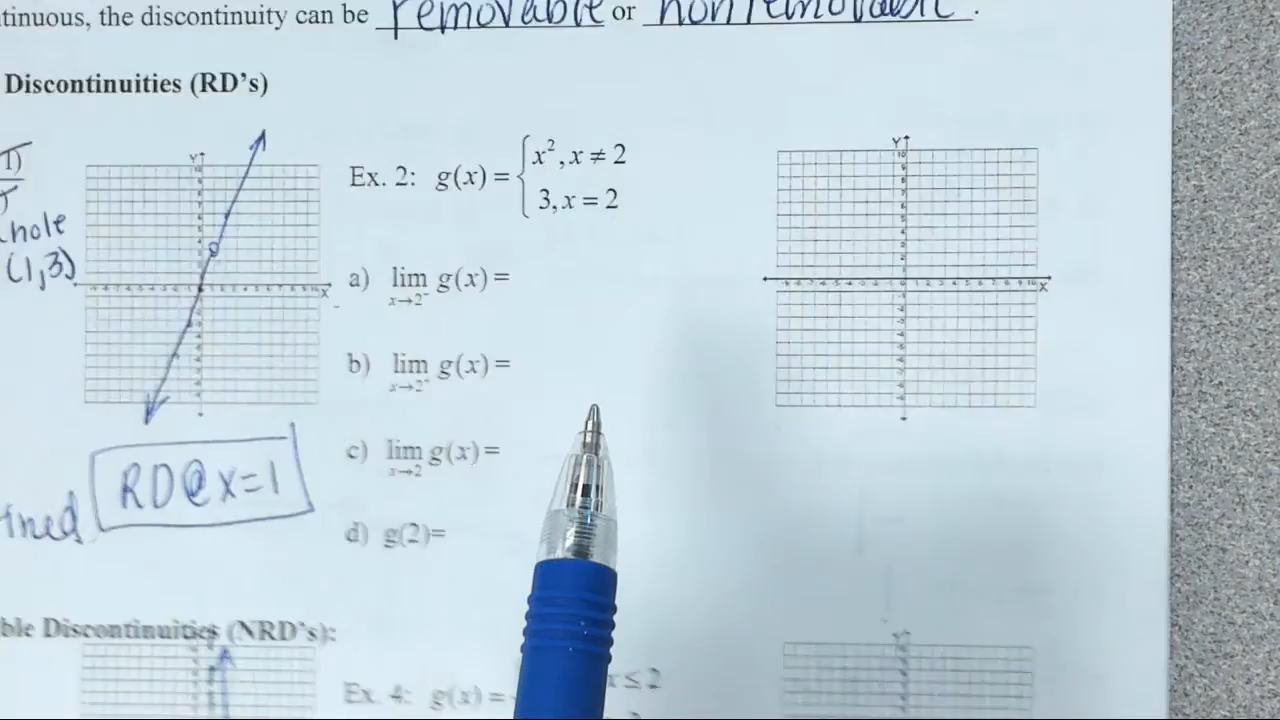 tinuous, the discontinuity can be removable or nonremovable.
Discontinuities (RD's)
hole
(1,3)
Y
X
RD@x=1
Ex. 2: g(x) = { x², x ≠ 2
3, x = 2
a) lim x→2⁻ g(x) =
b) lim x→2⁺ g(x) =
c) lim x→2 g(x) =
d) g(2)=
Y
X
ble Discontinuities (NRD's):
Ex. 4: g(x) =
x ≤ 2